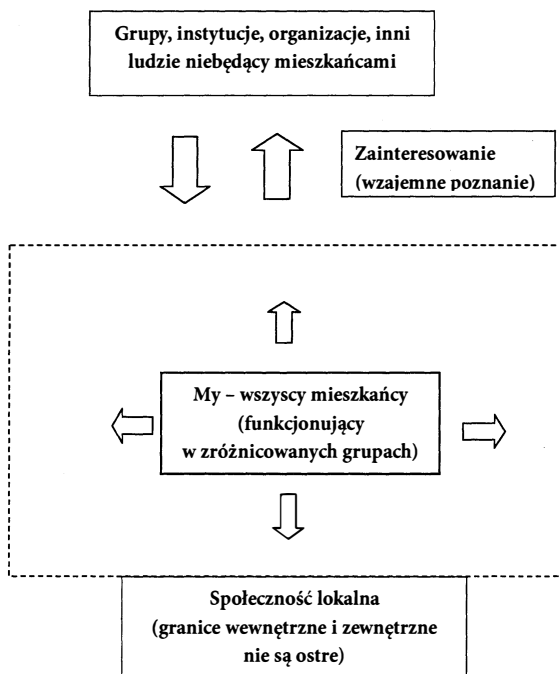 Grupy, instytucje, organizacje, inni
ludzie niebędący mieszkańcami
Zainteresowanie
(wzajemne poznanie)
My – wszyscy mieszkańcy
(funkcjonujący
w zróżnicowanych grupach)
Społeczność lokalna
(granice wewnętrzne i zewnętrzne
nie są ostre)